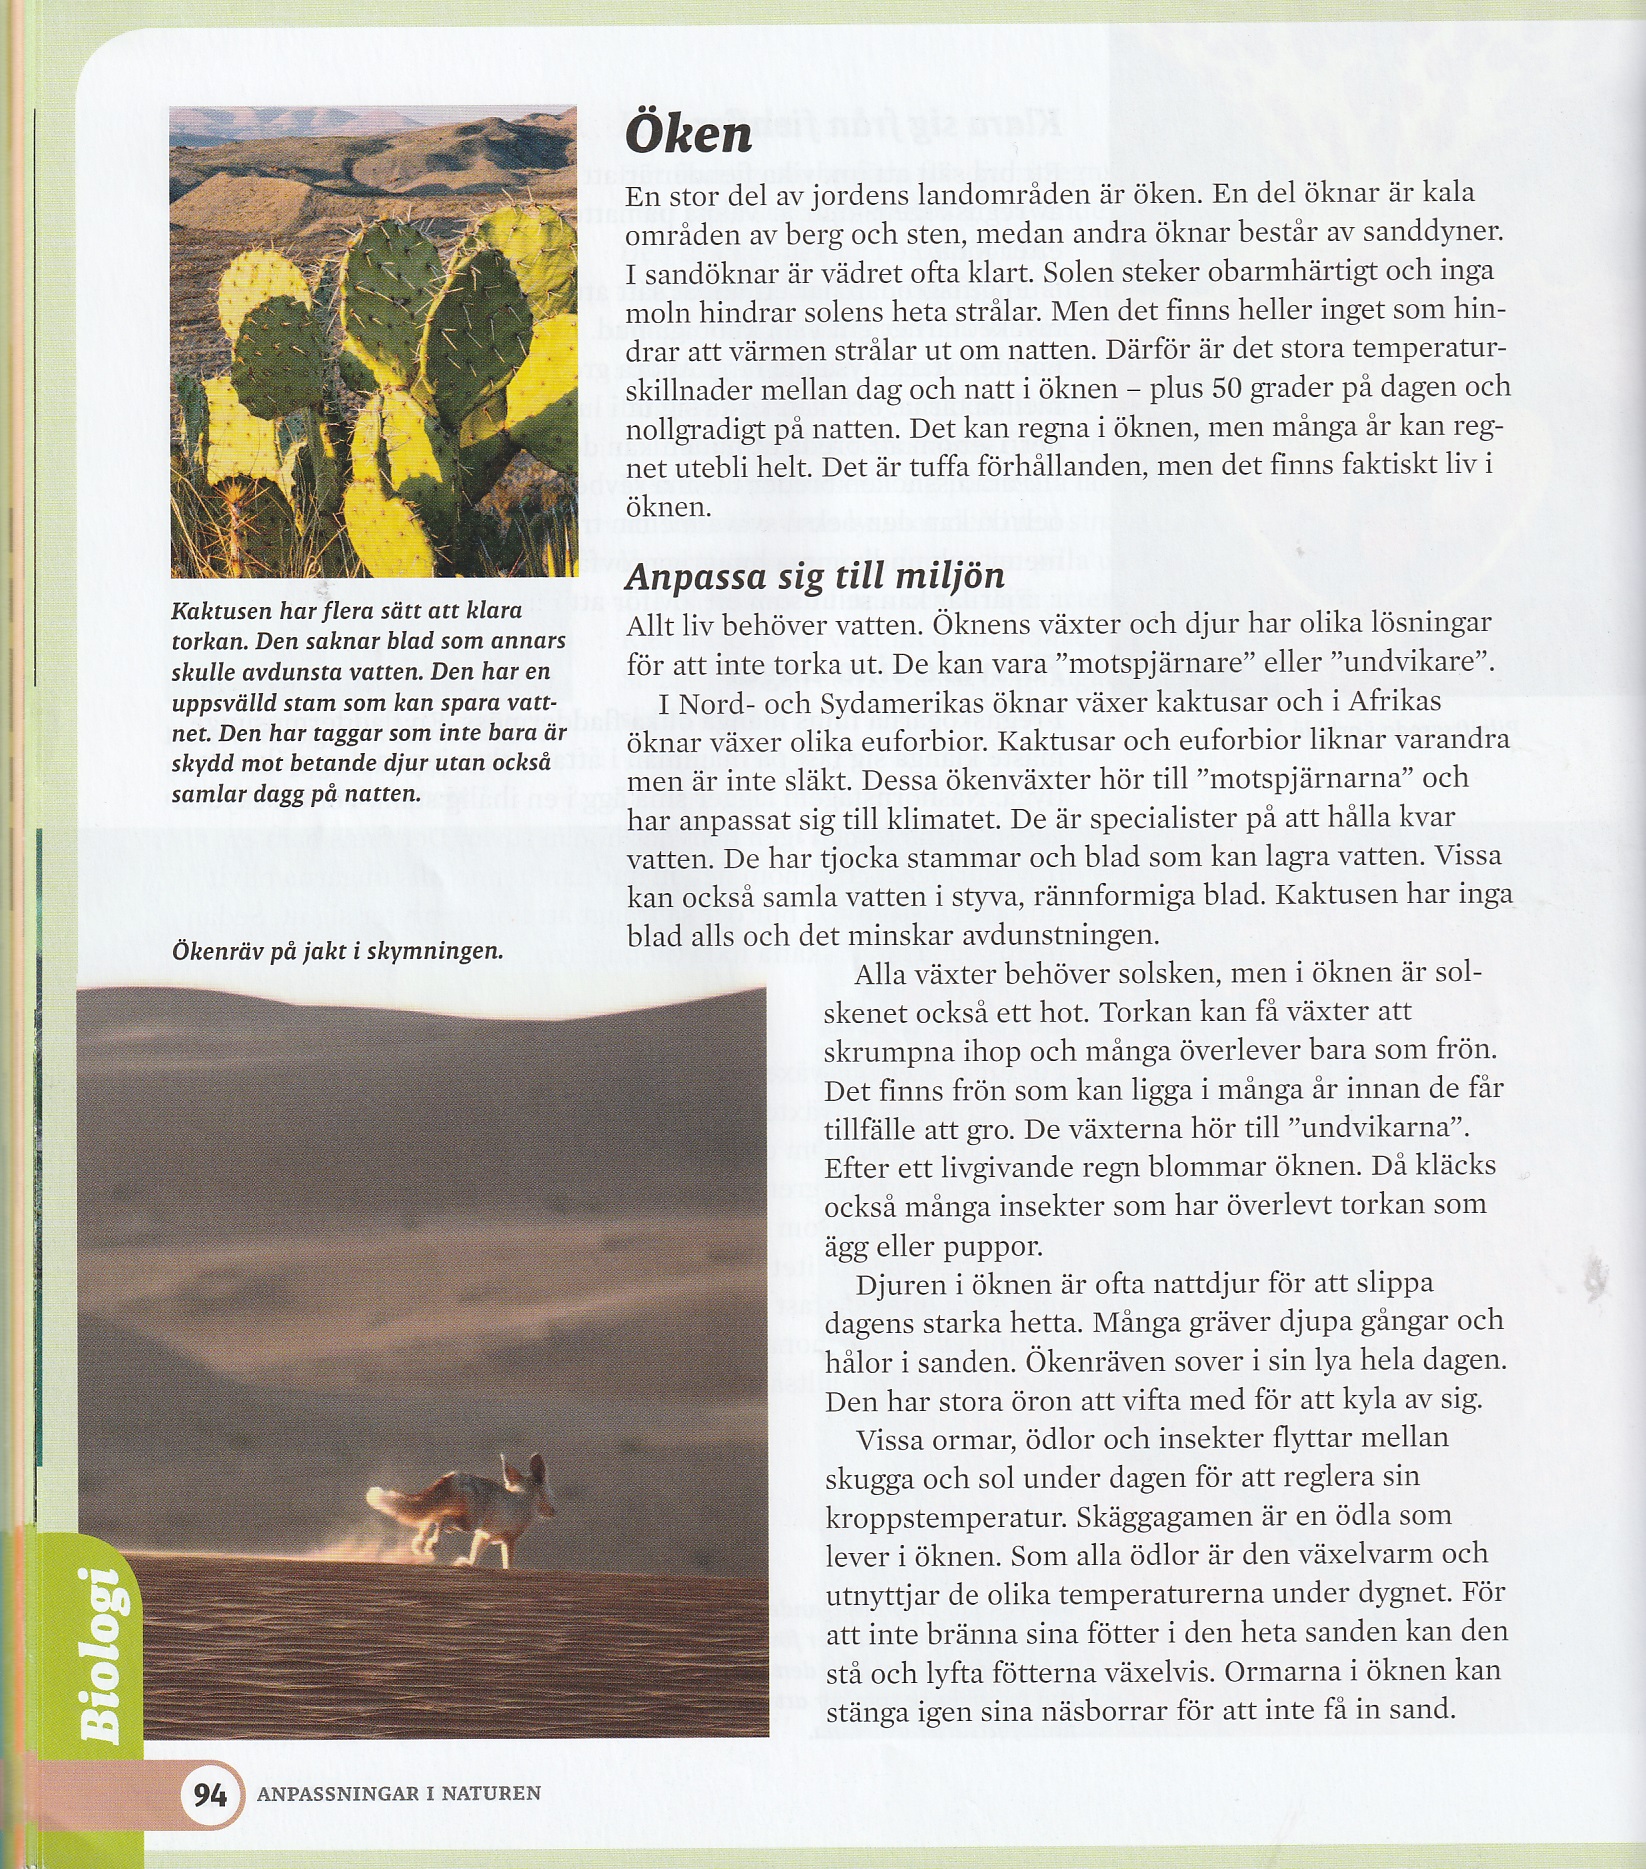 Öken
En stor del av jordens landområden är öken. En del öknar är kala
områden av berg och sten, medan andra öknar består av sanddyner.
I sandöknar är vädret ofta klart. Solen steker obarmhärtigt och inga
moln hindrar solens heta strålar. Men det finns heller inget som hin-
drar att värmen strålar ut om natten. Därför är det stora temperatur-
skillnader mellan dag och natt i öknen – plus 50 grader på dagen och
nollgradigt på natten. Det kan regna i öknen, men många år kan reg-
net utebli helt. Det är tuffa förhållanden, men det finns faktiskt liv i
öknen.
Kaktusen har flera sätt att klara
torkan. Den saknar blad som annars
skulle avdunsta vatten. Den har en
uppsvälld stam som kan spara vatt-
net. Den har taggar som inte bara är
skydd mot betande djur utan också
samlar dagg på natten.
Anpassa sig till miljön
Allt liv behöver vatten. Öknens växter och djur har olika lösningar
för att inte torka ut. De kan vara ”motspjärnare” eller ”undvikare”.
I Nord- och Sydamerikas öknar växer kaktusar och i Afrikas
öknar växer olika euforbior. Kaktusar och euforbior liknar varandra
men är inte släkt. Dessa ökenväxter hör till ”motspjärnarna” och
har anpassat sig till klimatet. De är specialister på att hålla kvar
vatten. De har tjocka stammar och blad som kan lagra vatten. Vissa
kan också samla vatten i styva, rännformiga blad. Kaktusen har inga
blad alls och det minskar avdunstningen.
Alla växter behöver solsken, men i öknen är sol-
skenet också ett hot. Torkan kan få växter att
skrumpna ihop och många överlever bara som frön.
Det finns frön som kan ligga i många år innan de får
tillfälle att gro. De växterna hör till ”undvikarna”.
Efter ett livgivande regn blommar öknen. Då kläcks
också många insekter som har överlevt torkan som
ägg eller puppor.
Djuren i öknen är ofta nattdjur för att slippa
dagens starka hetta. Många gräver djupa gångar och
hålor i sanden. Ökenräven sover i sin lya hela dagen.
Den har stora öron att vifta med för att kyla av sig.
Vissa ormar, ödlor och insekter flyttar mellan
skugga och sol under dagen för att reglera sin
kroppstemperatur. Skäggagamen är en ödla som
lever i öknen. Som alla ödlor är den växelvarm och
utnyttjar de olika temperaturerna under dygnet. För
att inte bränna sina fötter i den heta sanden kan den
stå och lyfta fötterna växelvis. Ormarna i öknen kan
stänga igen sina näsborrar för att inte få in sand.
Ökenräv på jakt i skymningen.
Biologi
94 ANPASSNINGAR I NATUREN